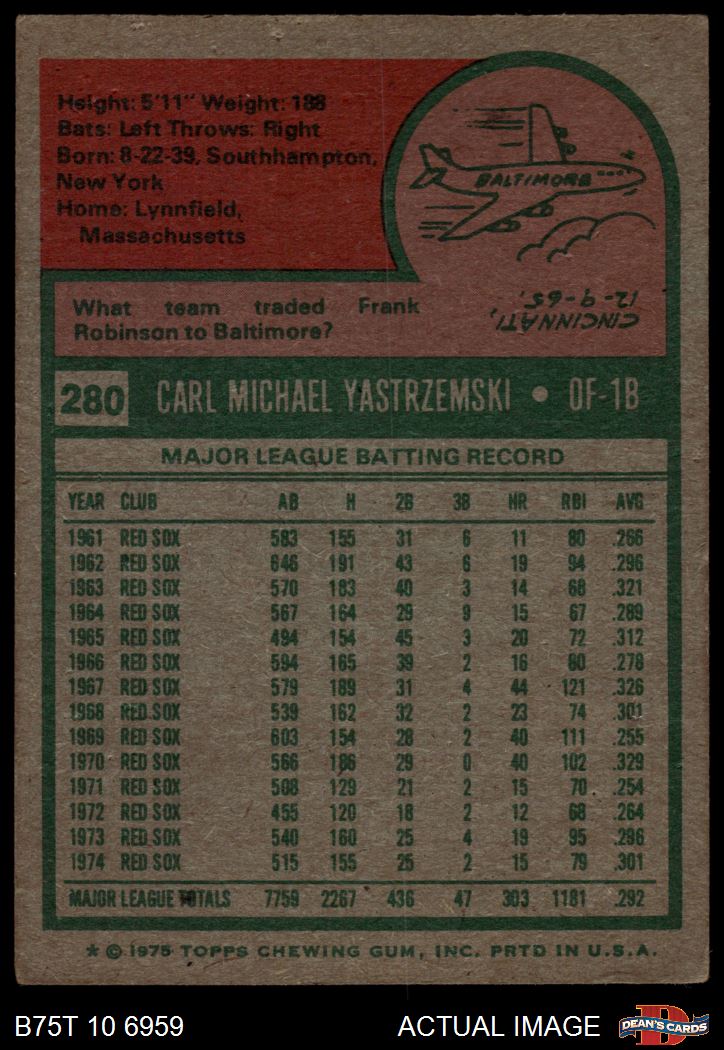 Height: 5'11" Weight: 188
Bats: Left Throws: Right
Born: 8-22-39, Southhampton,
New York
Home: Lynnfield,
Massachusetts
BALTIMORE
What team traded Frank
Robinson to Baltimore?
CINCINNATI,
12-9-65.
280 CARL MICHAEL YASTRZEMSKI • OF-1B
MAJOR LEAGUE BATTING RECORD
YEAR CLUB AB H 2B 3B HR RBI AVG
1961 RED SOX 583 155 31 6 11 80 .266
1962 RED SOX 646 191 43 6 19 94 .296
1963 RED SOX 570 183 40 3 14 68 .321
1964 RED SOX 567 164 29 9 15 67 .289
1965 RED SOX 494 154 45 3 20 72 .312
1966 RED SOX 594 165 39 2 16 80 .278
1967 RED SOX 579 189 31 4 44 121 .326
1968 RED SOX 539 162 32 2 23 74 .301
1969 RED SOX 603 154 28 2 40 111 .255
1970 RED SOX 566 186 29 0 40 102 .329
1971 RED SOX 508 129 21 2 15 70 .254
1972 RED SOX 455 120 18 2 12 68 .264
1973 RED SOX 540 160 25 4 19 95 .296
1974 RED SOX 515 155 25 2 15 79 .301
MAJOR LEAGUE TOTALS 7759 2267 436 47 303 1181 .292
* © 1975 TOPPS CHEWING GUM, INC. PRTD IN U.S.A.
B75T 10 6959 ACTUAL IMAGE DEAN'S CARDS